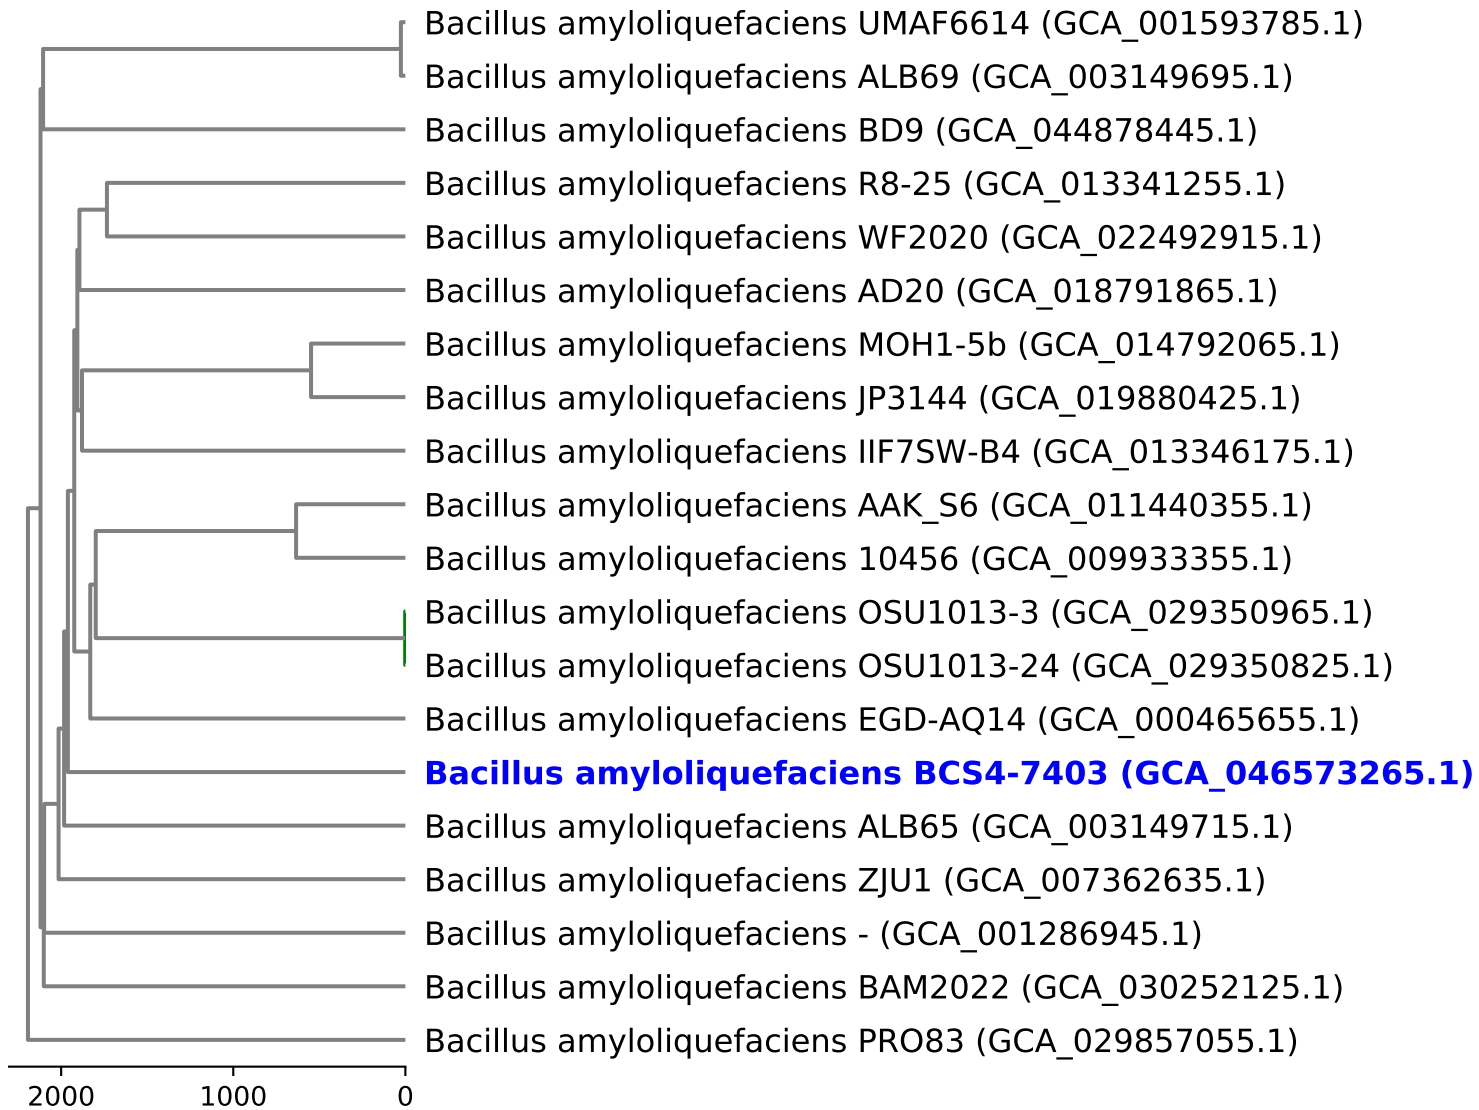 Bacillus amyloliquefaciens UMAF6614 (GCA_001593785.1)
Bacillus amyloliquefaciens ALB69 (GCA_003149695.1)
Bacillus amyloliquefaciens BD9 (GCA_044878445.1)
Bacillus amyloliquefaciens R8-25 (GCA_013341255.1)
Bacillus amyloliquefaciens WF2020 (GCA_022492915.1)
Bacillus amyloliquefaciens AD20 (GCA_018791865.1)
Bacillus amyloliquefaciens MOH1-5b (GCA_014792065.1)
Bacillus amyloliquefaciens JP3144 (GCA_019880425.1)
Bacillus amyloliquefaciens IIF7SW-B4 (GCA_013346175.1)
Bacillus amyloliquefaciens AAK_S6 (GCA_011440355.1)
Bacillus amyloliquefaciens 10456 (GCA_009933355.1)
Bacillus amyloliquefaciens OSU1013-3 (GCA_029350965.1)
Bacillus amyloliquefaciens OSU1013-24 (GCA_029350825.1)
Bacillus amyloliquefaciens EGD-AQ14 (GCA_000465655.1)
Bacillus amyloliquefaciens BCS4-7403 (GCA_046573265.1)
Bacillus amyloliquefaciens ALB65 (GCA_003149715.1)
Bacillus amyloliquefaciens ZJU1 (GCA_007362635.1)
Bacillus amyloliquefaciens - (GCA_001286945.1)
Bacillus amyloliquefaciens BAM2022 (GCA_030252125.1)
Bacillus amyloliquefaciens PRO83 (GCA_029857055.1)
2000 1000 0